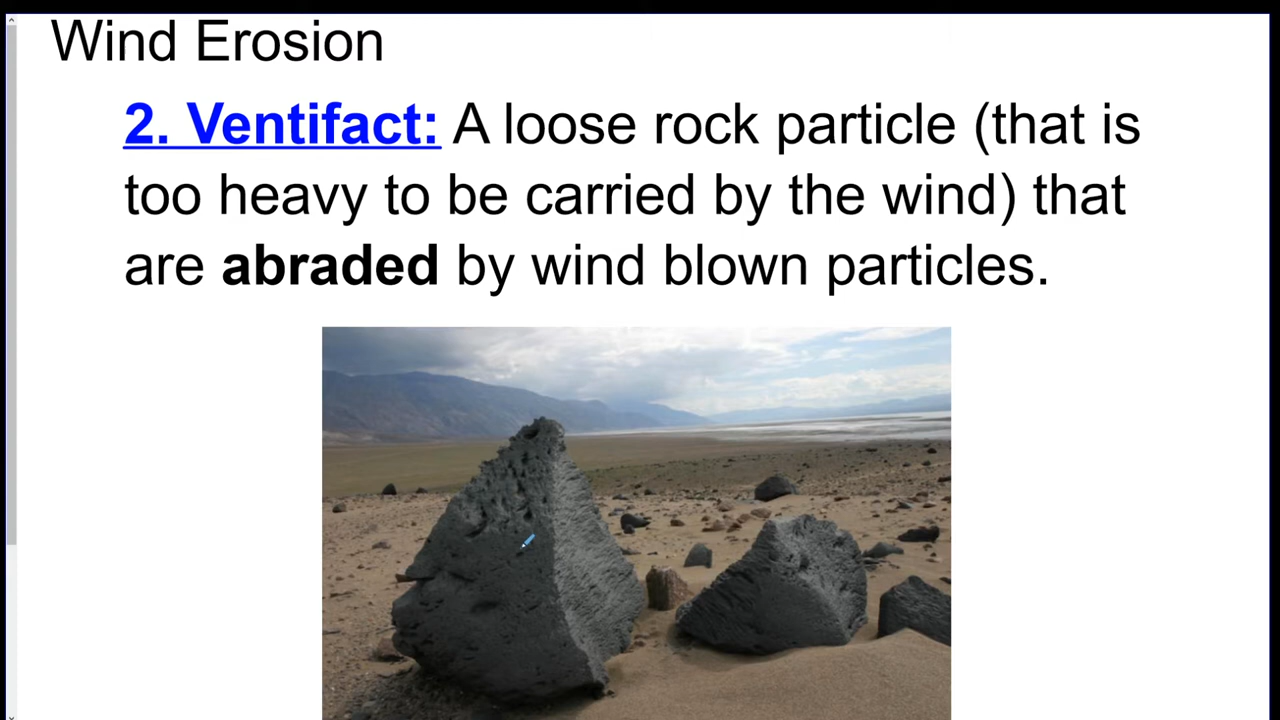 Wind Erosion
2. Ventifact: A loose rock particle (that is
too heavy to be carried by the wind) that
are abraded by wind blown particles.